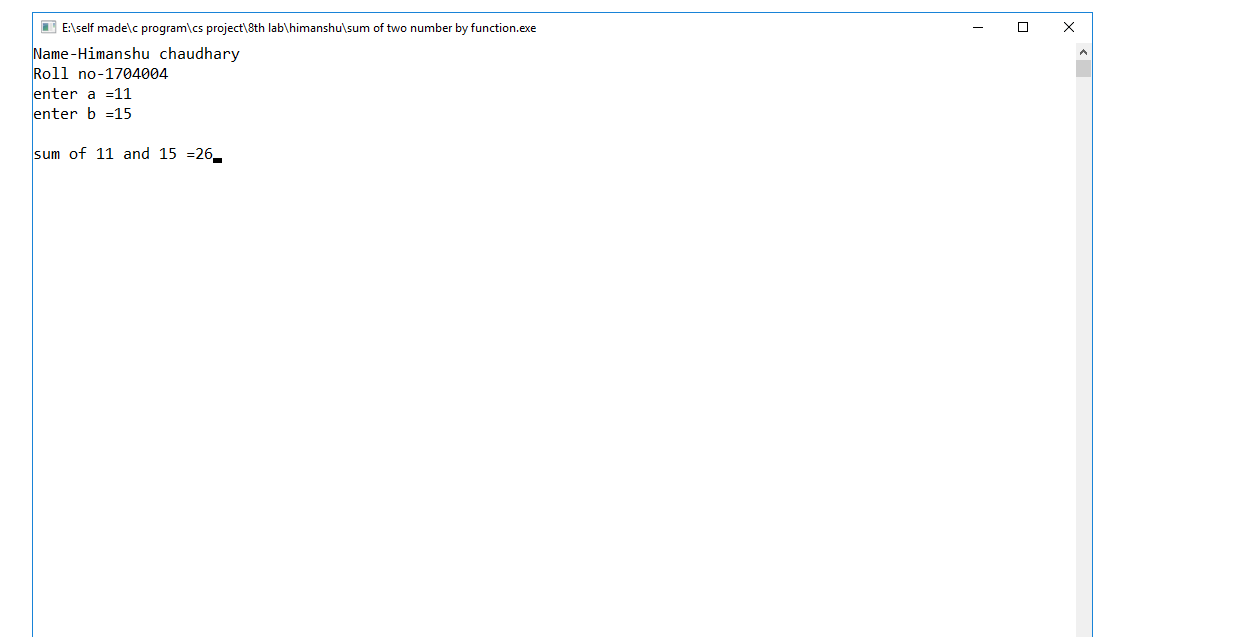 E:\self made\c program\cs project\8th lab\himanshu\sum of two number by function.exe
Name-Himanshu chaudhary
Roll no-1704004
enter a =11
enter b =15
sum of 11 and 15 =26